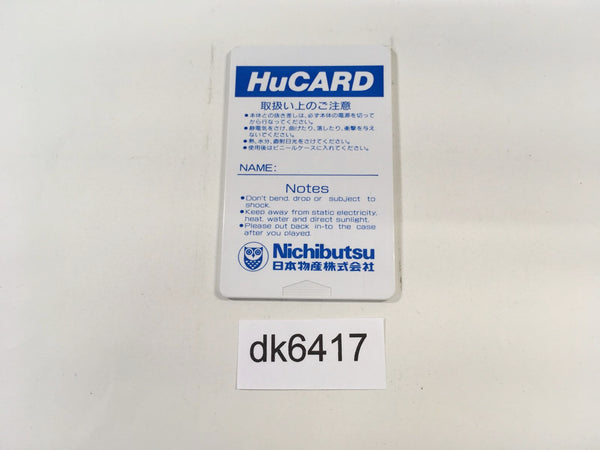 HuCARD
取扱い上のご注意
●本体との抜き差しは、必ず本体の電源を切って
から行なってください。
●静電気をさけ、曲げたり、落したり、衝撃を与え
ないでください。
●熱、水分、直射日光をさけてください。
●使用後はビニールケースに入れてください。
NAME:
Notes
●Don't bend, drop or subject to
shock.
●Keep away from static electricity,
heat, water and direct sunlight.
●Please put back in-to the case
after you played.
Nichibutsu
日本物産株式会社
dk6417